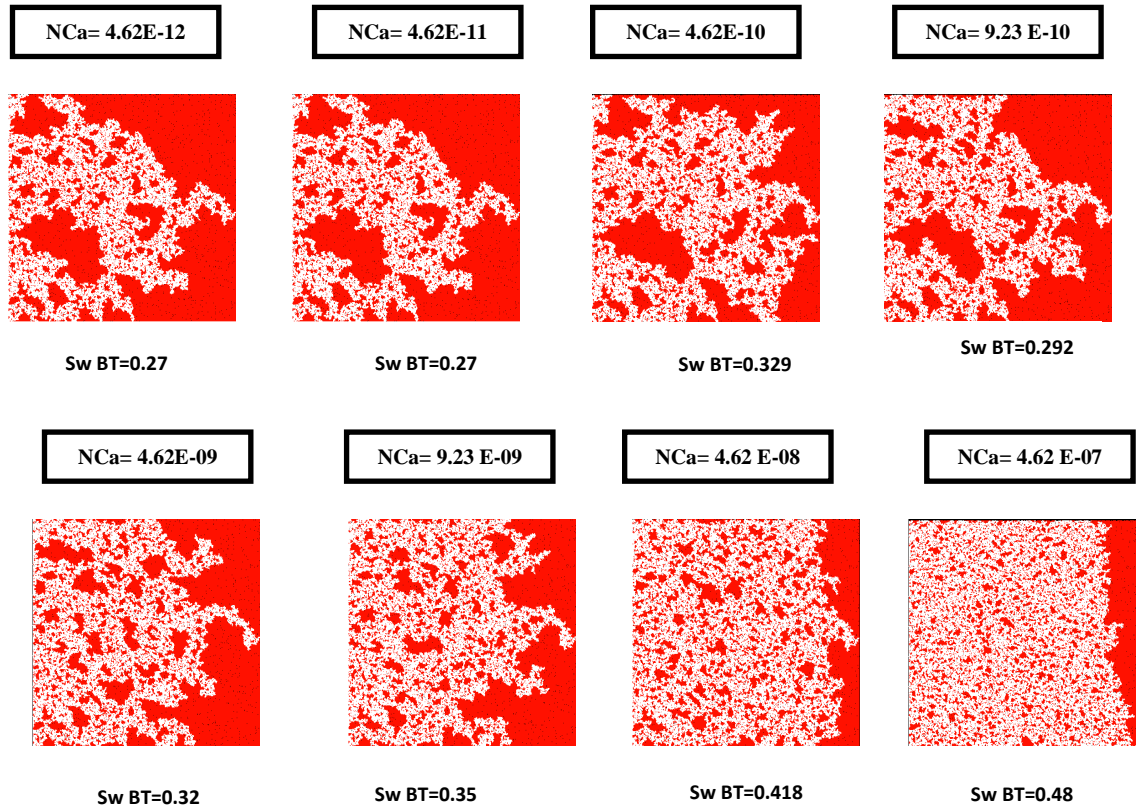 NCa= 4.62E-12
NCa= 4.62E-11
NCa= 4.62E-10
NCa= 9.23 E-10
Sw BT=0.27
Sw BT=0.27
Sw BT=0.329
Sw BT=0.292
NCa= 4.62E-09
NCa= 9.23 E-09
NCa= 4.62 E-08
NCa= 4.62 E-07
Sw BT=0.32
Sw BT=0.35
Sw BT=0.418
Sw BT=0.48